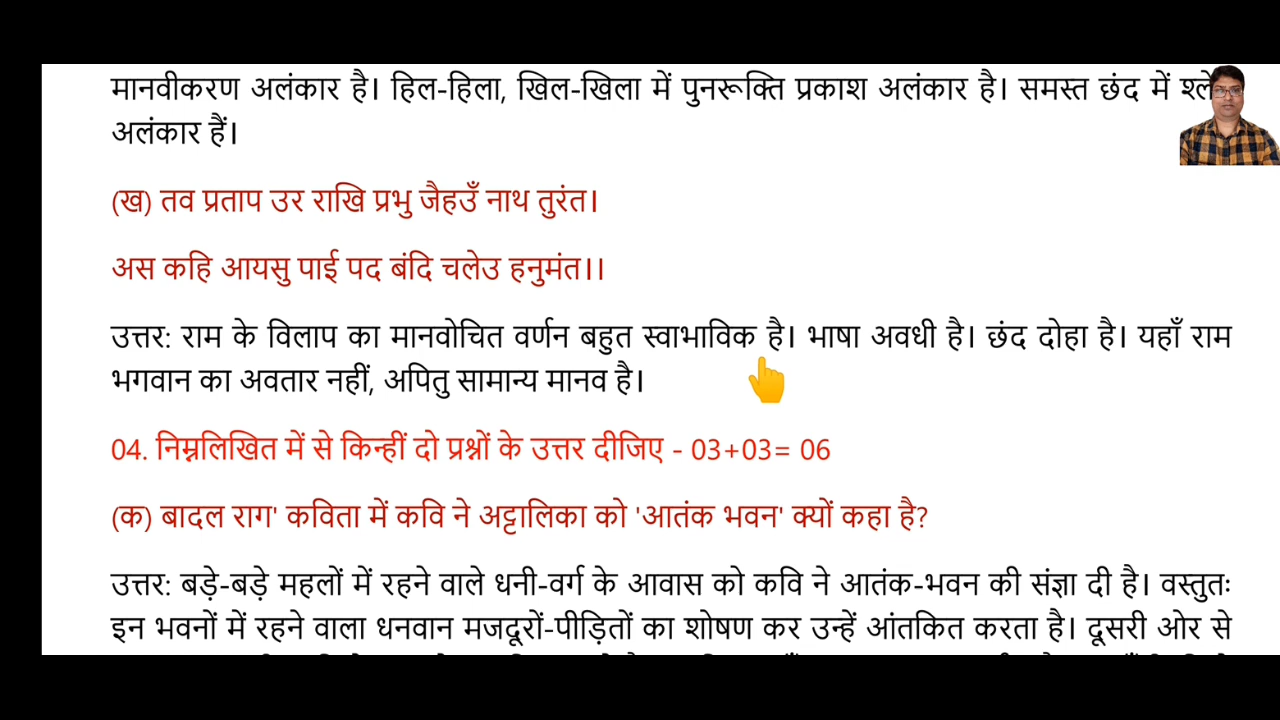 मानवीकरण अलंकार है। हिल-हिला, खिल-खिला में पुनरूक्ति प्रकाश अलंकार है। समस्त छंद में
अलंकार हैं।
(ख) तव प्रताप उर राखि प्रभु जैहउँ नाथ तुरंत।
अस कहि आयसु पाई पद बंदि चलेउ हनुमंत।।
उत्तर: राम के विलाप का मानवोचित वर्णन बहुत स्वाभाविक है। भाषा अवधी है। छंद दोहा है। यहाँ राम
भगवान का अवतार नहीं, अपितु सामान्य मानव है।
04. निम्नलिखित में से किन्हीं दो प्रश्नों के उत्तर दीजिए - 03+03= 06
(क) बादल राग' कविता में कवि ने अट्टालिका को 'आतंक भवन' क्यों कहा है?
उत्तर: बड़े-बड़े महलों में रहने वाले धनी-वर्ग के आवास को कवि ने आतंक-भवन की संज्ञा दी है। वस्तुतः
इन भवनों में रहने वाला धनवान मजदूरों-पीड़ितों का शोषण कर उन्हें आंतकित करता है। दूसरी ओर से